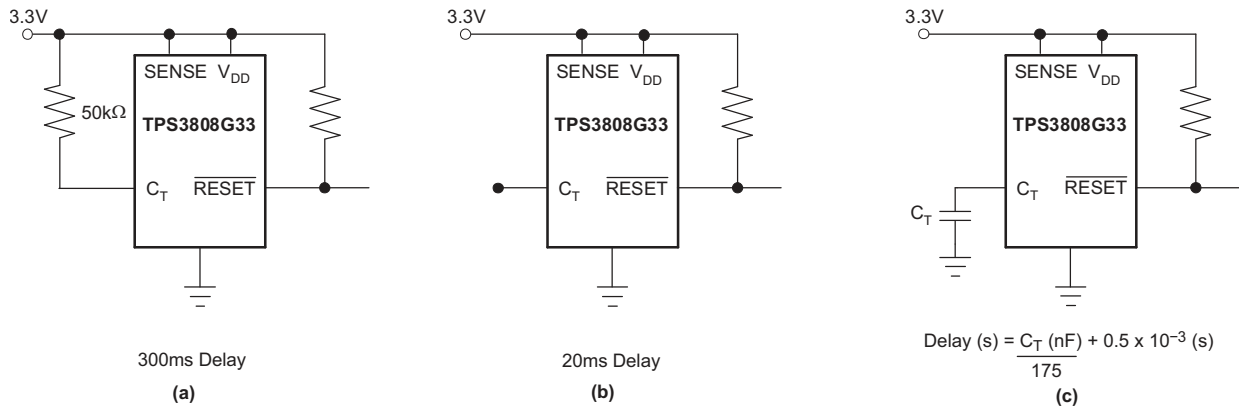 3.3V
SENSE V_DD
50kΩ
TPS3808G33
C_T RESET
300ms Delay
(a)
3.3V
SENSE V_DD
TPS3808G33
C_T RESET
20ms Delay
(b)
3.3V
SENSE V_DD
TPS3808G33
C_T RESET
C_T
Delay (s) = C_T (nF) + 0.5 x 10⁻³ (s)
175
(c)